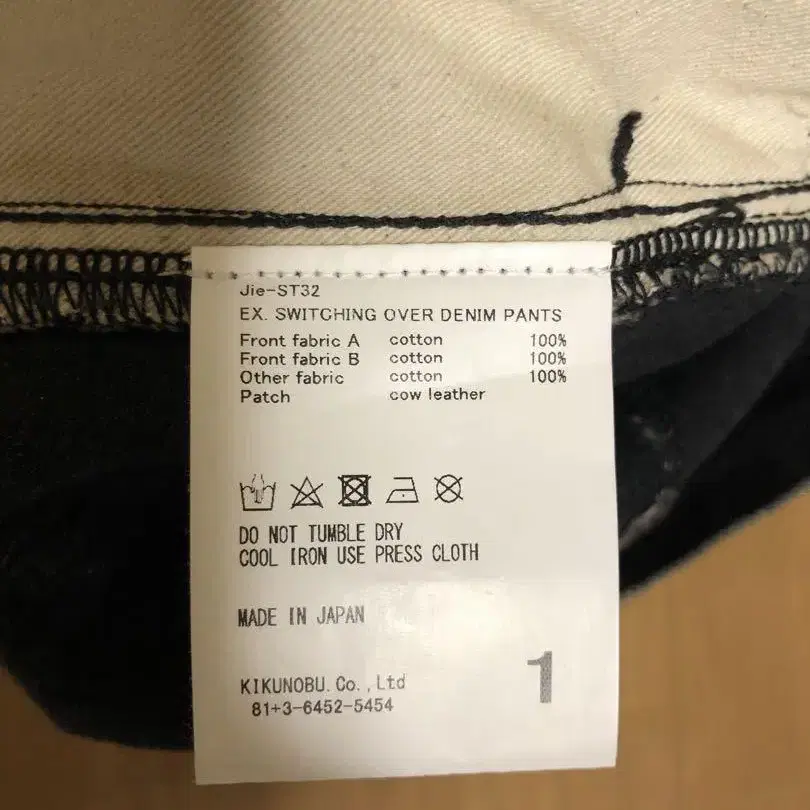 Jie-ST32
EX. SWITCHING OVER DENIM PANTS
Front fabric A cotton 100%
Front fabric B cotton 100%
Other fabric cotton 100%
Patch cow leather
DO NOT TUMBLE DRY
COOL IRON USE PRESS CLOTH
MADE IN JAPAN
1
KIKUNOBU.Co.,Ltd
81+3-6452-5454